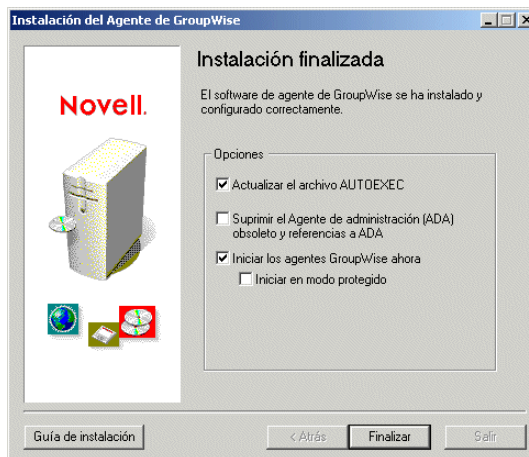 Instalación del Agente de GroupWise
Novell.
Instalación finalizada
El software de agente de GroupWise se ha instalado y
configurado correctamente.
Opciones
Actualizar el archivo AUTOEXEC
Suprimir el Agente de administración (ADA)
obsoleto y referencias a ADA
Iniciar los agentes GroupWise ahora
Iniciar en modo protegido
Guía de instalación
< Atrás
Finalizar
Salir